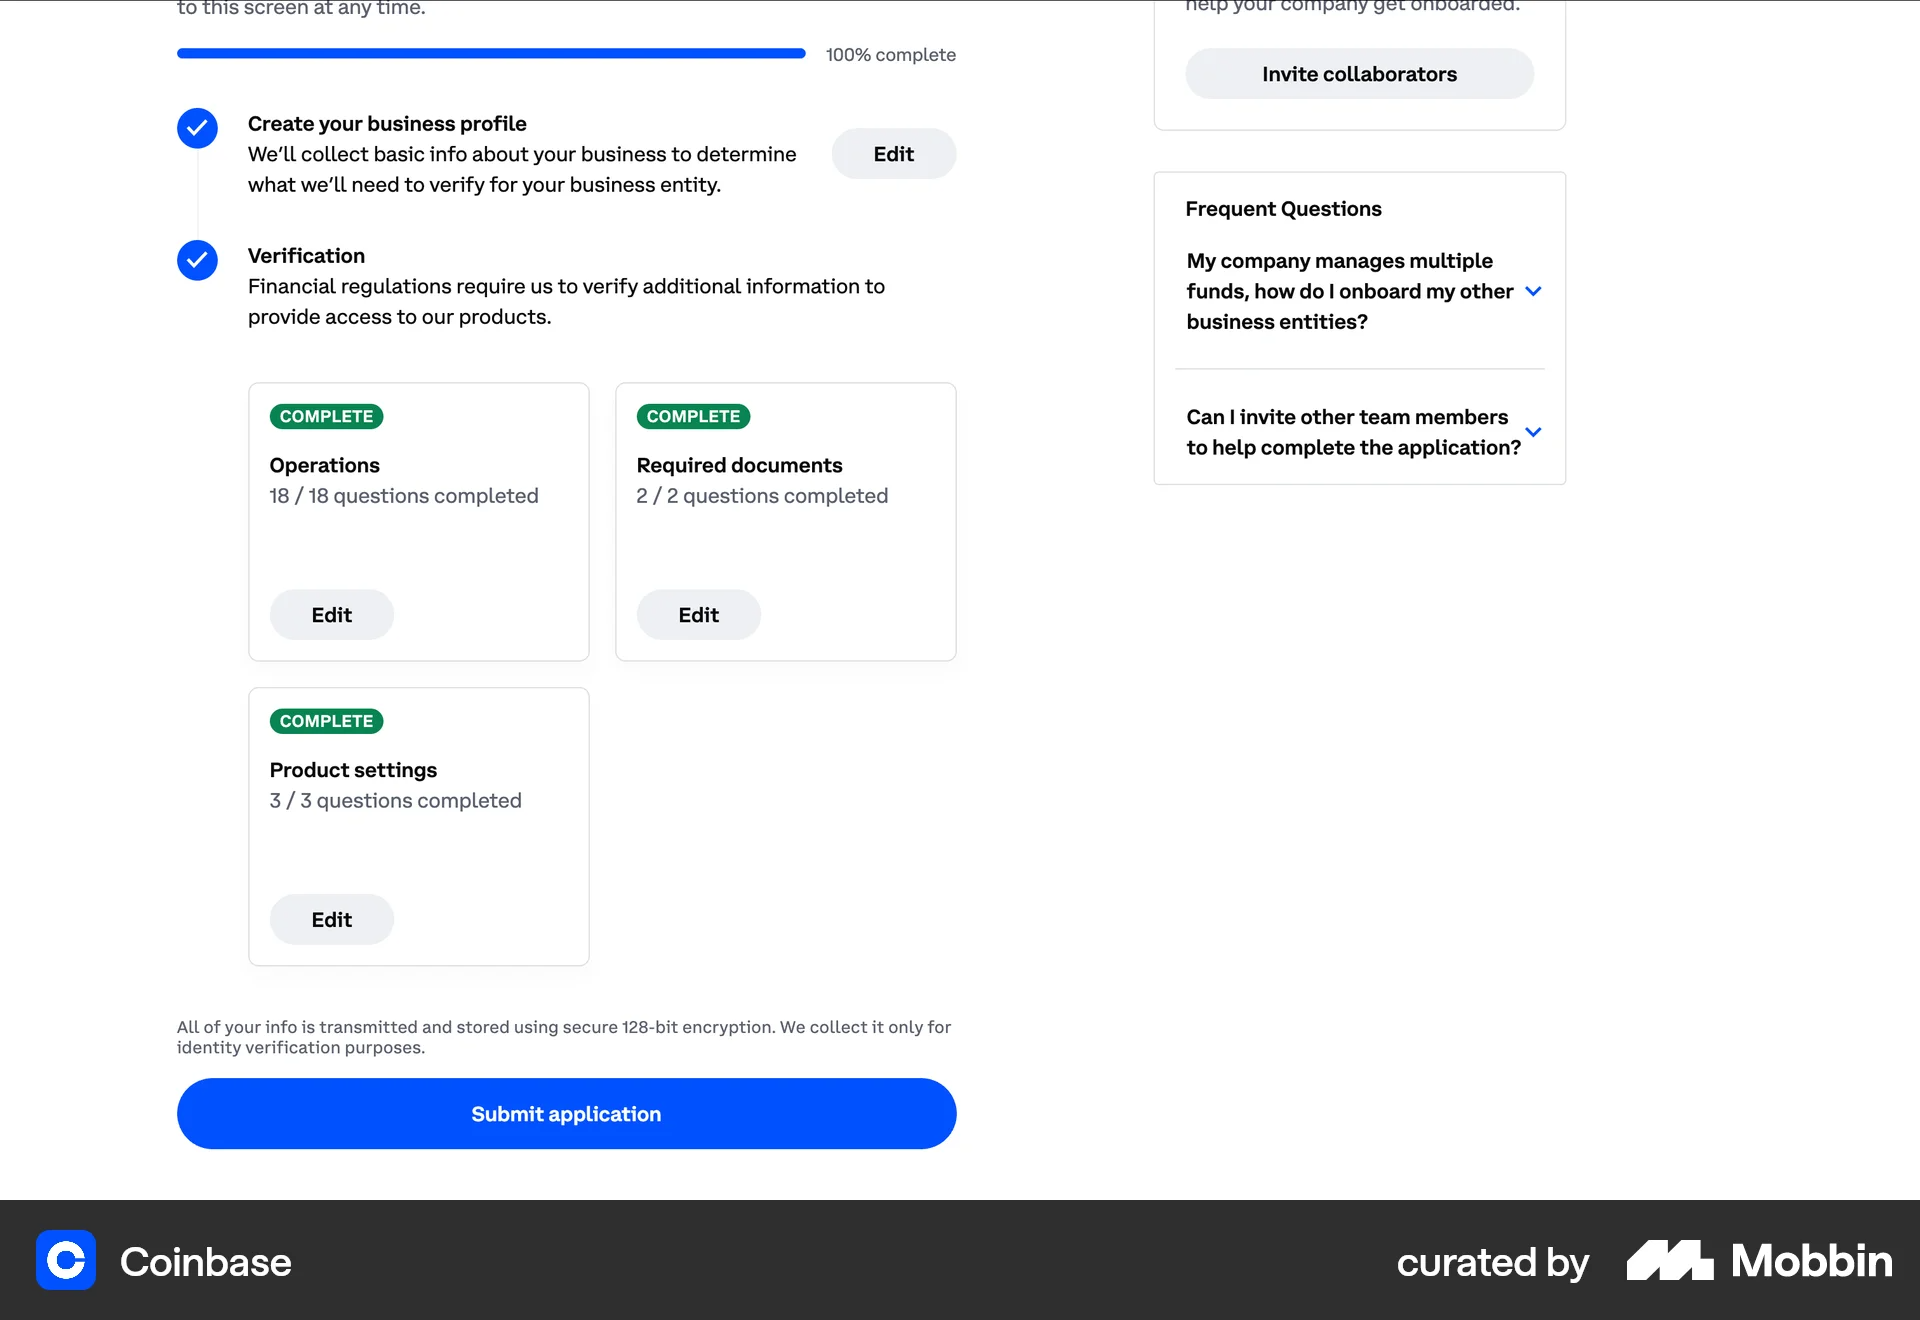 to this screen at any time.
100% complete
Create your business profile
We'll collect basic info about your business to determine
what we'll need to verify for your business entity.
Edit
Verification
Financial regulations require us to verify additional information to
provide access to our products.
COMPLETE
Operations
18 / 18 questions completed
Edit
COMPLETE
Required documents
2 / 2 questions completed
Edit
COMPLETE
Product settings
3 / 3 questions completed
Edit
All of your info is transmitted and stored using secure 128-bit encryption. We collect it only for
identity verification purposes.
Submit application
help your company get onboarded.
Invite collaborators
Frequent Questions
My company manages multiple
funds, how do I onboard my other
business entities?
Can I invite other team members
to help complete the application?
Coinbase
curated by
Mobbin